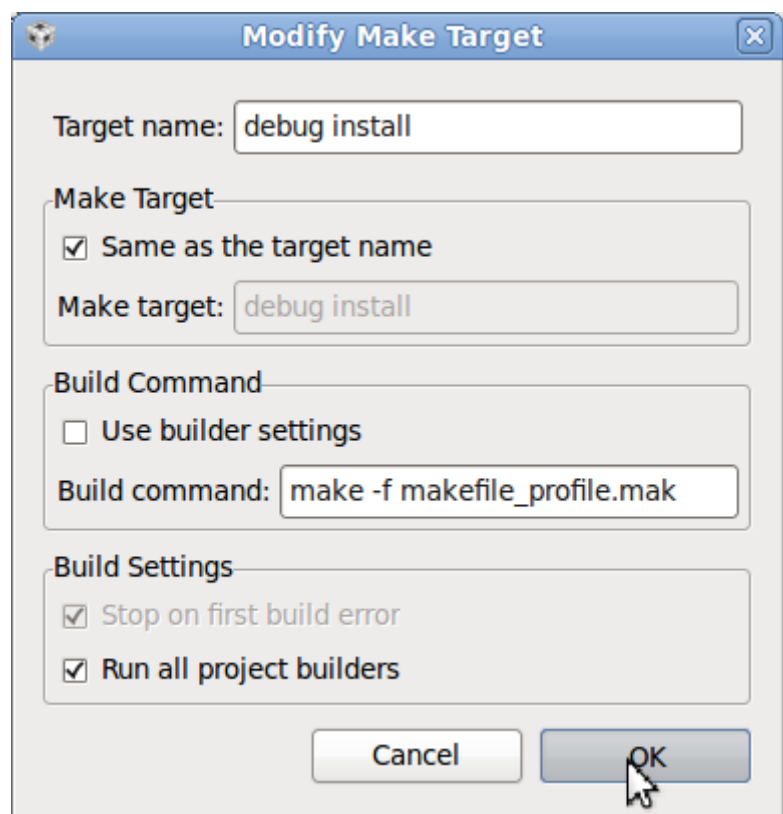 Modify Make Target
Target name: debug install
Make Target
Same as the target name
Make target: debug install
Build Command
Use builder settings
Build command: make -f makefile_profile.mak
Build Settings
Stop on first build error
Run all project builders
Cancel OK